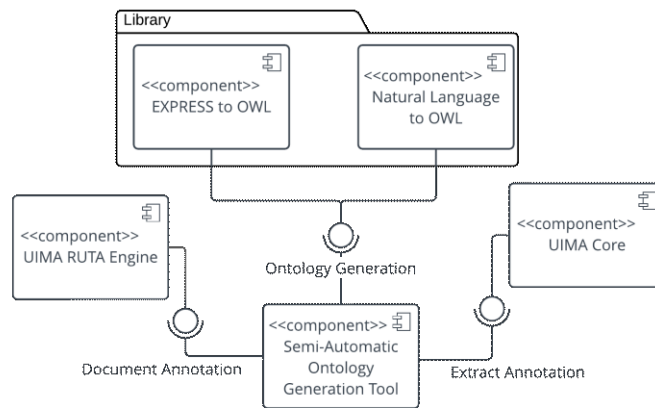 Library
<<component>>
EXPRESS to OWL
<<component>>
Natural Language
to OWL
<<component>>
UIMA RUTA Engine
<<component>>
UIMA Core
Ontology Generation
<<component>>
Semi-Automatic
Ontology
Generation Tool
Document Annotation
Extract Annotation